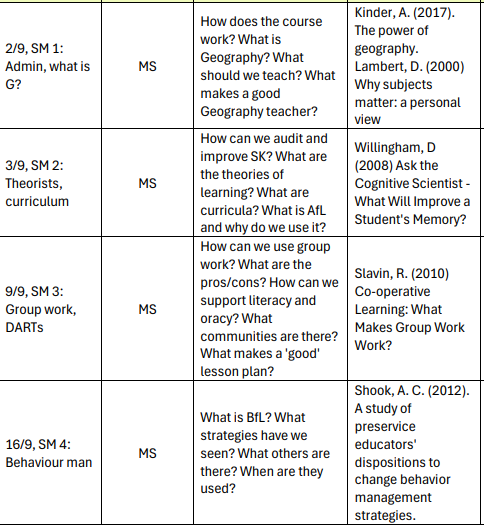 2/9, SM 1:
Admin, what is
G?
MS
How does the course
work? What is
Geography? What
should we teach? What
makes a good
Geography teacher?
Kinder, A. (2017).
The power of
geography.
Lambert, D. (2000)
Why subjects
matter: a personal
view
3/9, SM 2:
Theorists,
curriculum
MS
How can we audit and
improve SK? What are
the theories of
learning? What are
curricula? What is AfL
and why do we use it?
Willingham, D
(2008) Ask the
Cognitive Scientist -
What Will Improve a
Student's Memory?
9/9, SM 3:
Group work,
DARTs
MS
How can we use group
work? What are the
pros/cons? How can we
support literacy and
oracy? What
communities are there?
What makes a 'good'
lesson plan?
Slavin, R. (2010)
Co-operative
Learning: What
Makes Group Work
Work?
16/9, SM 4:
Behaviour man
MS
What is BfL? What
strategies have we
seen? What others are
there? When are they
used?
Shook, A. C. (2012).
A study of
preservice
educators'
dispositions to
change behavior
management
strategies.